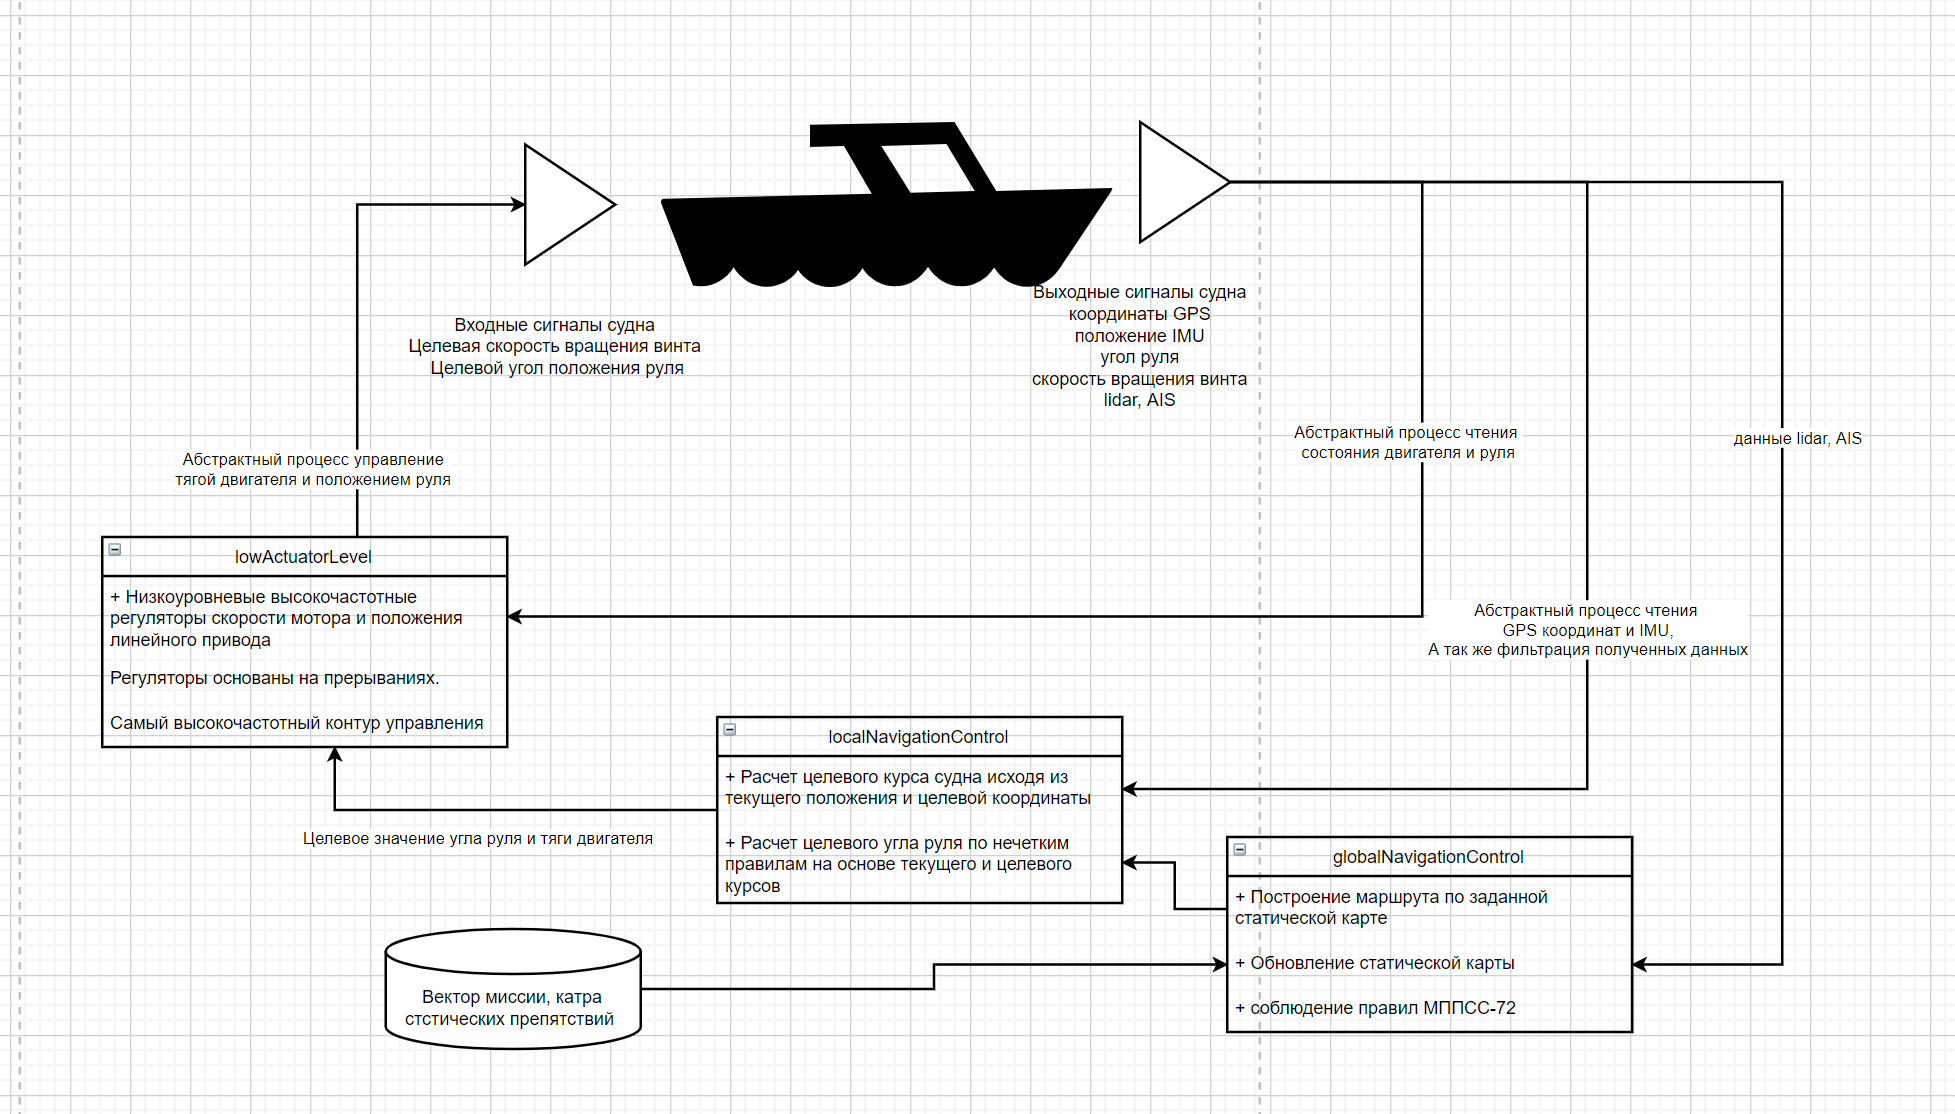 Входные сигналы судна
Целевая скорость вращения винта
Целевой угол положения руля
Выходные сигналы судна
координаты GPS
положение IMU
угол руля
скорость вращения винта
lidar, AIS
Абстрактный процесс управление
тягой двигателя и положением руля
Абстрактный процесс чтения
состояния двигателя и руля
данные lidar, AIS
lowActuatorLevel
+ Низкоуровневые высокочастотные
регуляторы скорости мотора и положения
линейного привода
Регуляторы основаны на прерываниях.
Самый высокочастотный контур управления
Абстрактный процесс чтения
GPS координат и IMU,
А так же фильтрация полученных данных
localNavigationControl
+ Расчет целевого курса судна исходя из
текущего положения и целевой координаты
+ Расчет целевого угла руля по нечетким
правилам на основе текущего и целевого
курсов
Целевое значение угла руля и тяги двигателя
globalNavigationControl
+ Построение маршрута по заданной
статической карте
+ Обновление статической карты
+ соблюдение правил МППСС-72
Вектор миссии, катра
отстических препятствий